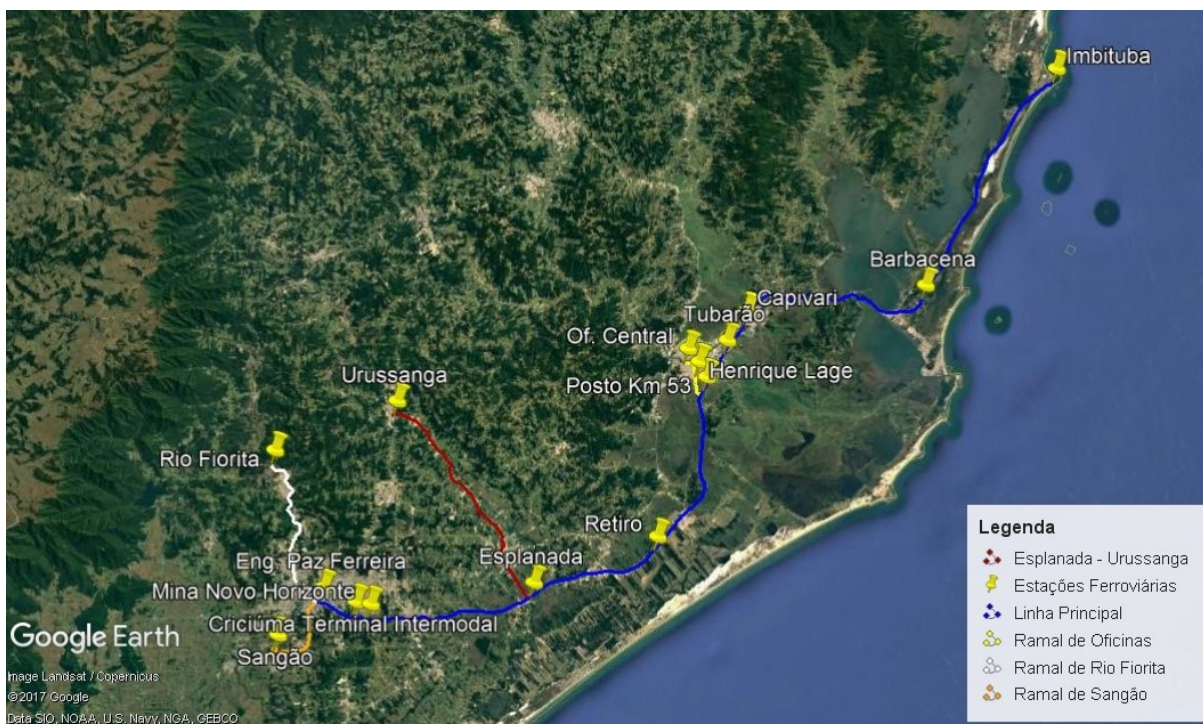 Imbituba
Barbacena
Capivari
Tubarão
Of. Central
Henrique Lage
Posto Km 53
Urussanga
Rio Fiorita
Retiro
Esplanada
Eng. Paz Ferreira
Mina Novo Horizonte
Criciúma Terminal Intermodal
Sangão
Legenda
Esplanada - Urussanga
Estações Ferroviárias
Linha Principal
Ramal de Oficinas
Ramal de Rio Fiorita
Ramal de Sangão
Google Earth
Image Landsat / Copernicus
©2017 Google
Data SIO, NOAA, U.S. Navy, NGA, GEBCO